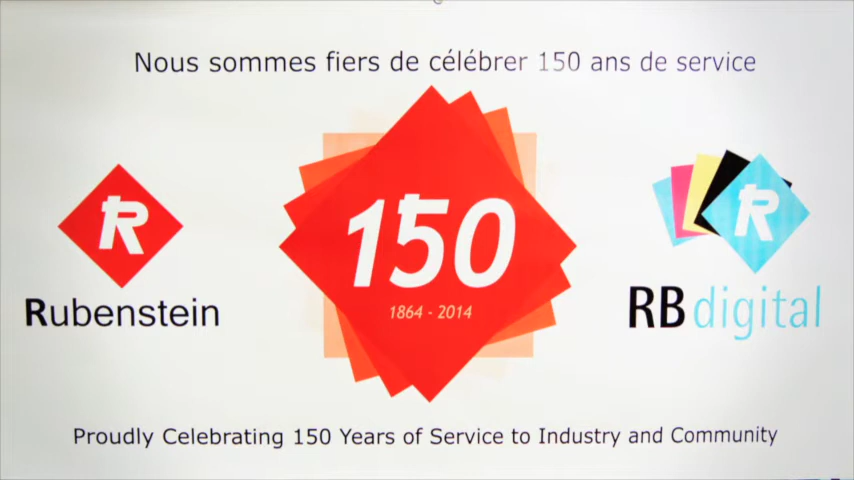 Nous sommes fiers de célébrer 150 ans de service
R
Rubenstein
150
1864 - 2014
R
RB digital
Proudly Celebrating 150 Years of Service to Industry and Community